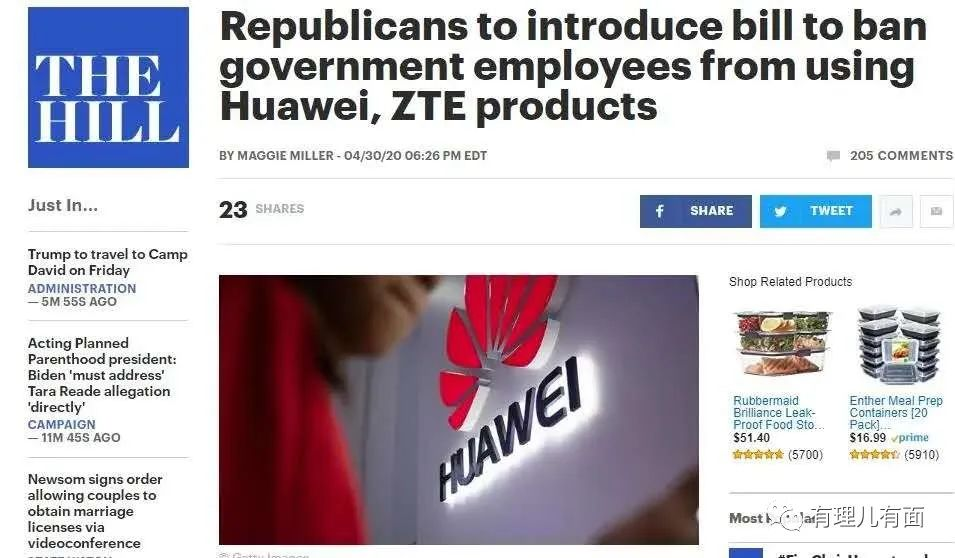 THE
HILL
Republicans to introduce bill to ban
government employees from using
Huawei, ZTE products
BY MAGGIE MILLER - 04/30/20 06:26 PM EDT
205 COMMENTS
23 SHARES
SHARE
TWEET
Just In...
Trump to travel to Camp
David on Friday
ADMINISTRATION
— 5M 55S AGO
Acting Planned
Parenthood president:
Biden 'must address'
Tara Reade allegation
'directly'
CAMPAIGN
— 11M 45S AGO
Newsom signs order
allowing couples to
obtain marriage
licenses via
videoconference
HUAWEI
© Getty Images
Shop Related Products
Rubbermaid
Brilliance Leak-
Proof Food Sto...
$51.40
(5700)
Enther Meal Prep
Containers [20
Pack]...
$16.99 prime
(5910)
Most
有理儿有面